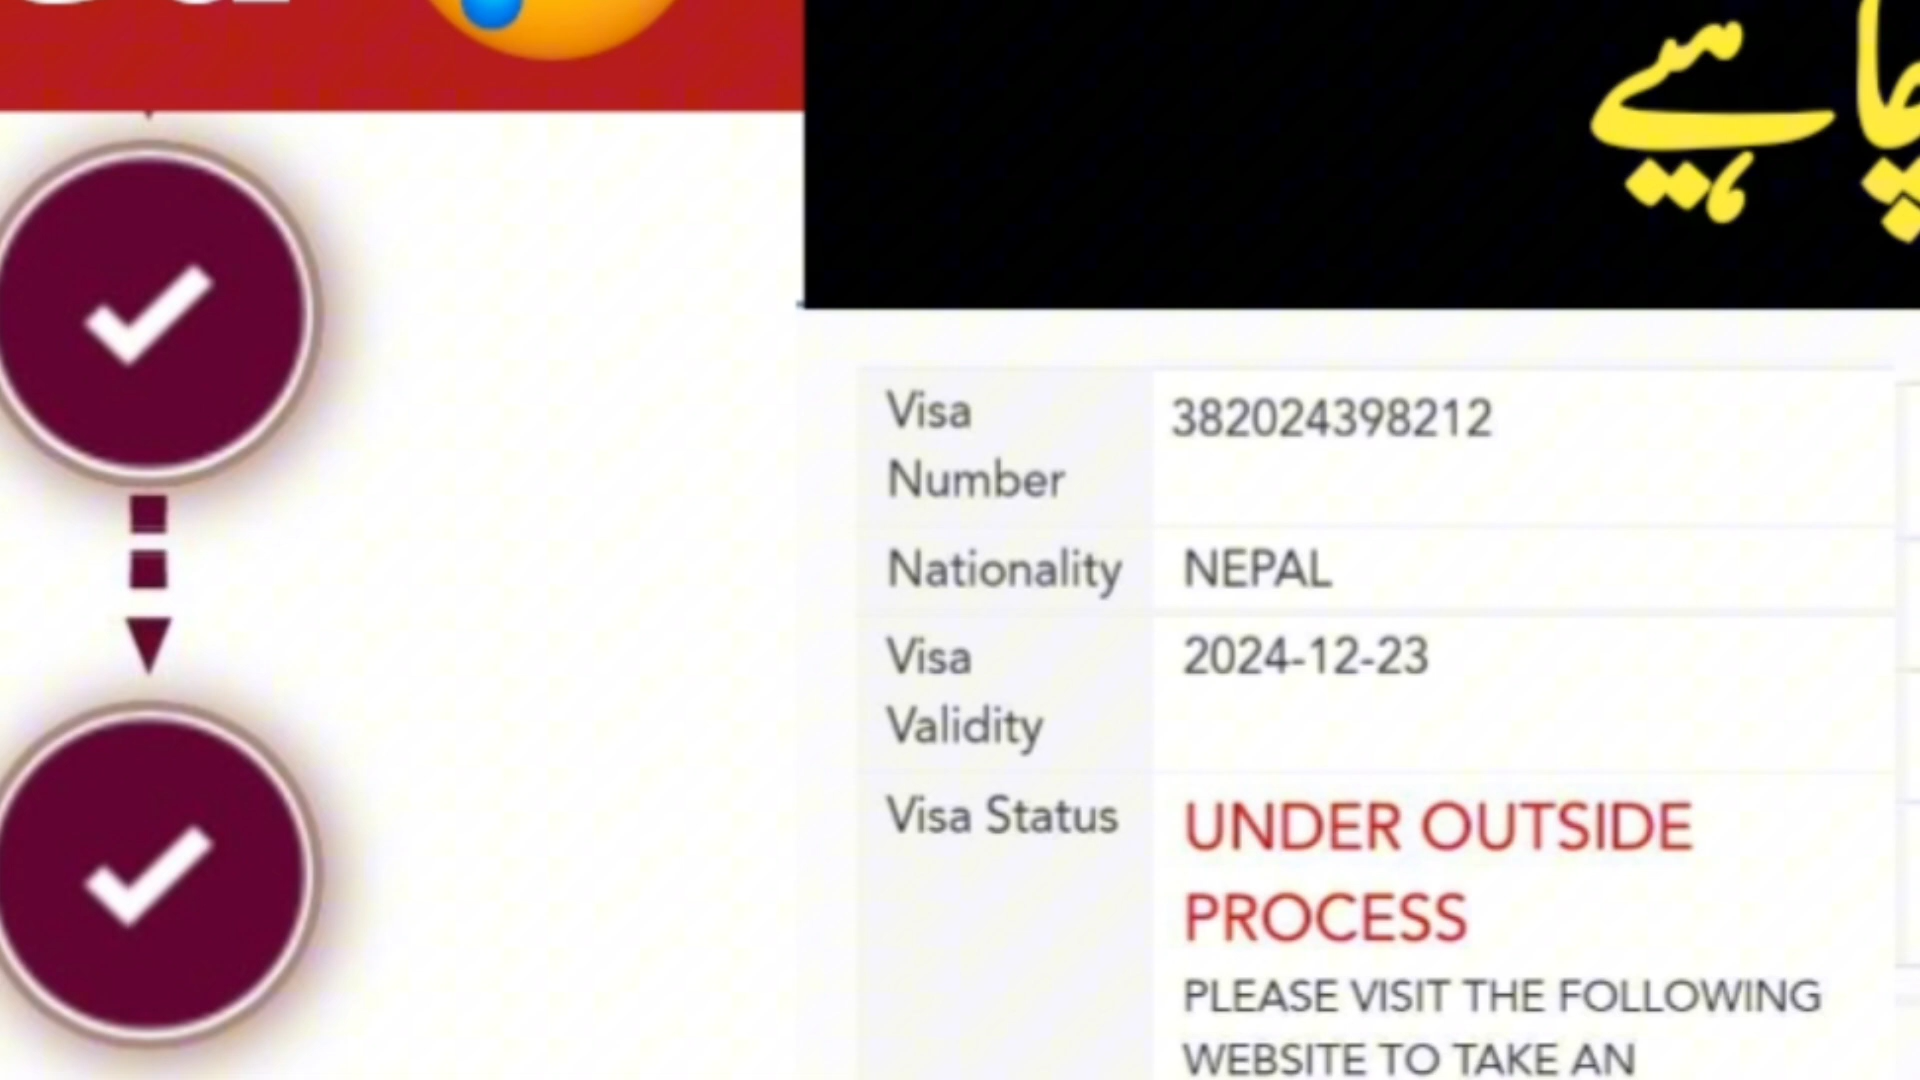 چاہیے
Visa Number
382024398212
Nationality
NEPAL
Visa Validity
2024-12-23
Visa Status
UNDER OUTSIDE
PROCESS
PLEASE VISIT THE FOLLOWING
WEBSITE TO TAKE AN